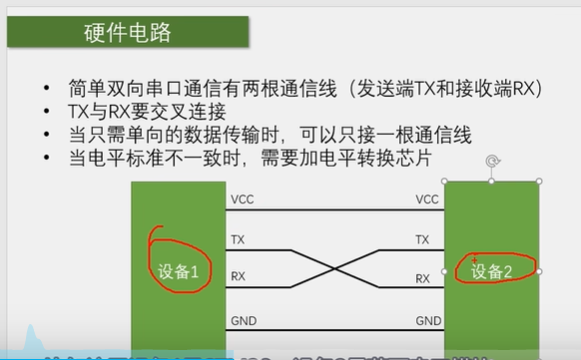 硬件电路
• 简单双向串口通信有两根通信线（发送端TX和接收端RX）
• TX与RX要交叉连接
• 当只需单向的数据传输时，可以只接一根通信线
• 当电平标准不一致时，需要加电平转换芯片
VCC VCC
TX TX
设备1 设备2
RX RX
GND GND